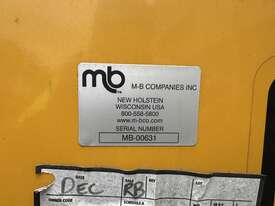 mb
M-B COMPANIES INC
NEW HOLSTEIN
WISCONSIN USA
800-558-5800
www.m-bco.com
SERIAL NUMBER
MB-00631
DEC RB